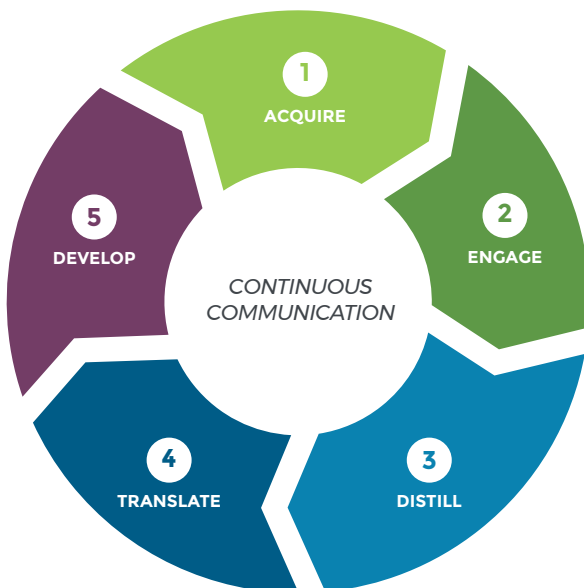 1
ACQUIRE
2
ENGAGE
3
DISTILL
4
TRANSLATE
5
DEVELOP
CONTINUOUS
COMMUNICATION